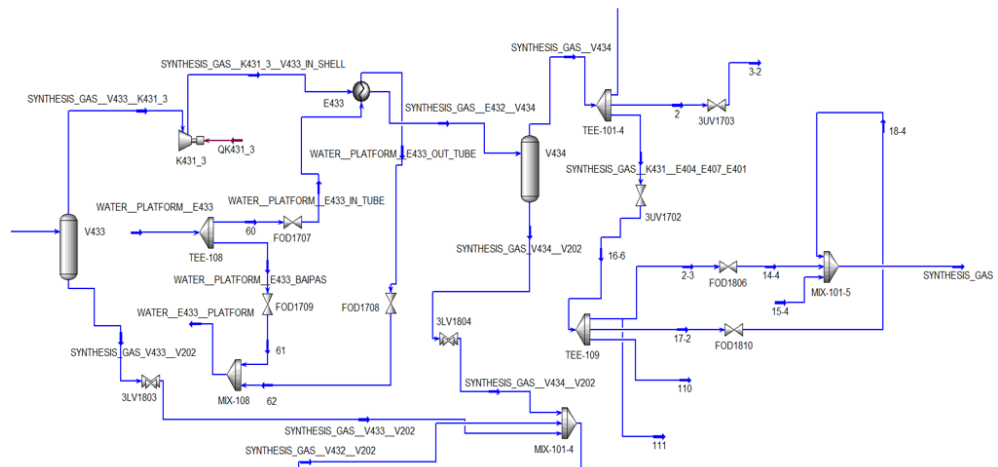 SYNTHESIS_GAS__V434
3-2
SYNTHESIS_GAS__K431_3__V433_IN_SHELL
SYNTHESIS_GAS__V433__K431_3
E433
SYNTHESIS_GAS__E432_V434
TEE-101-4
2
3UV1703
K431_3
QK431_3
WATER__PLATFORM__E433_OUT_TUBE
V434
SYNTHESIS_GAS__K431__E404_E407_E401
18-4
WATER__PLATFORM__E433
WATER__PLATFORM__E433_IN_TUBE
3UV1702
V433
60
FOD1707
TEE-108
SYNTHESIS_GAS_V434__V202
16-6
WATER__PLATFORM__E433_BAIPAS
2-3
FOD1806
14-4
SYNTHESIS_GAS
MIX-101-5
FOD1709
FOD1708
15-4
WATER__E433__PLATFORM
3LV1804
17-2
FOD1810
TEE-109
SYNTHESIS_GAS_V433__V202
61
3LV1803
MIX-108
62
SYNTHESIS_GAS__V434__V202
110
SYNTHESIS_GAS__V433__V202
MIX-101-4
111
SYNTHESIS_GAS__V432__V202